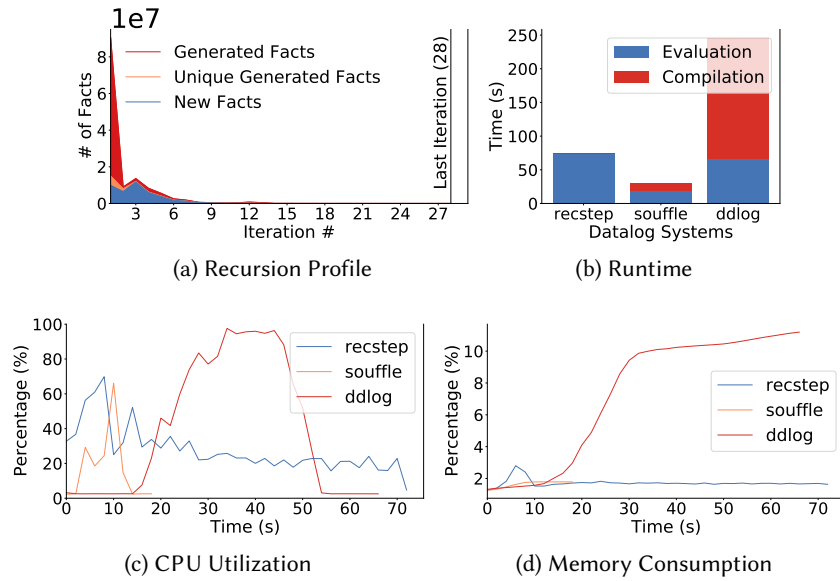 1e7
# of Facts
8
6
4
2
0
Generated Facts
Unique Generated Facts
New Facts
Last Iteration (28)
3 6 9 12 15 18 21 24 27
Iteration #
(a) Recursion Profile
Time (s)
250
200
150
100
50
0
Evaluation
Compilation
recstep souffle ddlog
Datalog Systems
(b) Runtime
Percentage (%)
100
80
60
40
20
0
recstep
souffle
ddlog
0 10 20 30 40 50 60 70
Time (s)
(c) CPU Utilization
Percentage (%)
10
8
6
4
2
recstep
souffle
ddlog
0 10 20 30 40 50 60 70
Time (s)
(d) Memory Consumption